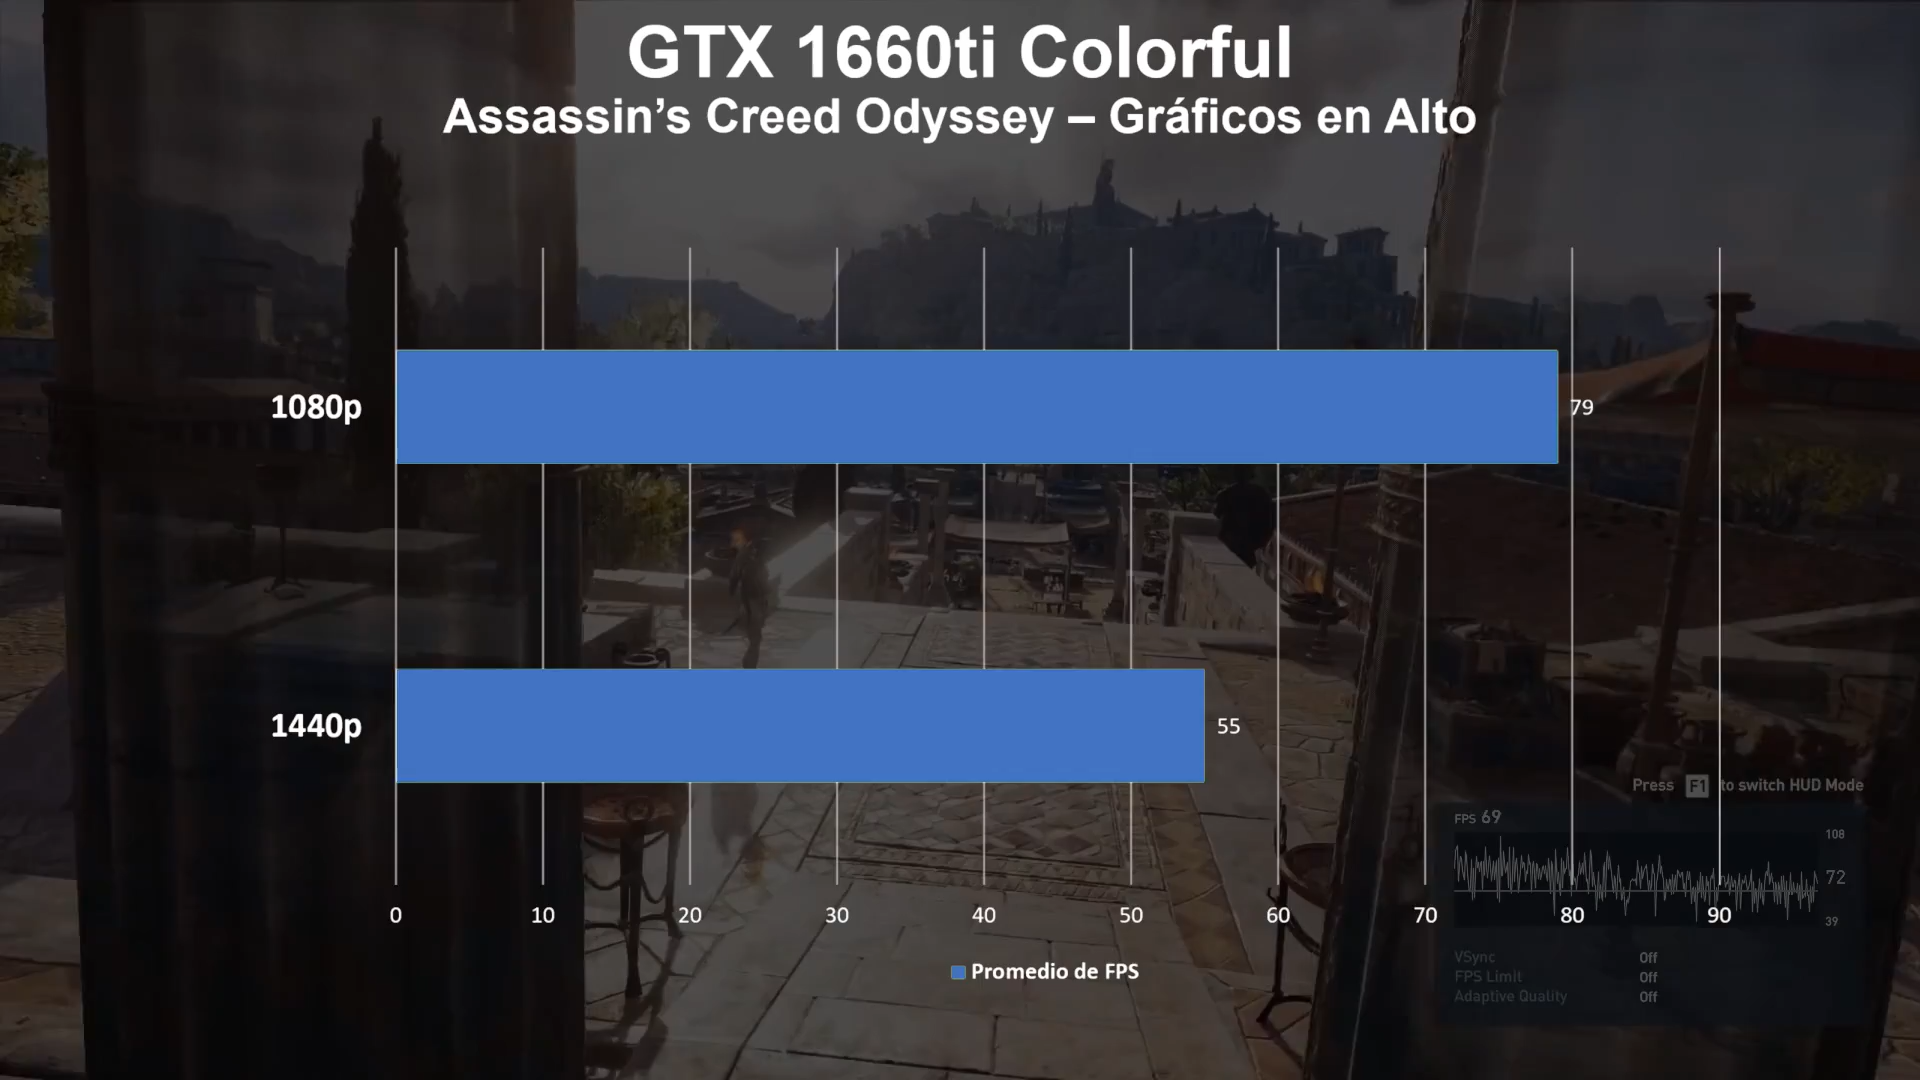 GTX 1660ti Colorful
Assassin’s Creed Odyssey – Gráficos en Alto
1080p
79
1440p
55
Press F1 to switch HUD Mode
FPS 69
108
72
39
0 10 20 30 40 50 60 70 80 90
Promedio de FPS
VSync Off
FPS Limit Off
Adaptive Quality Off